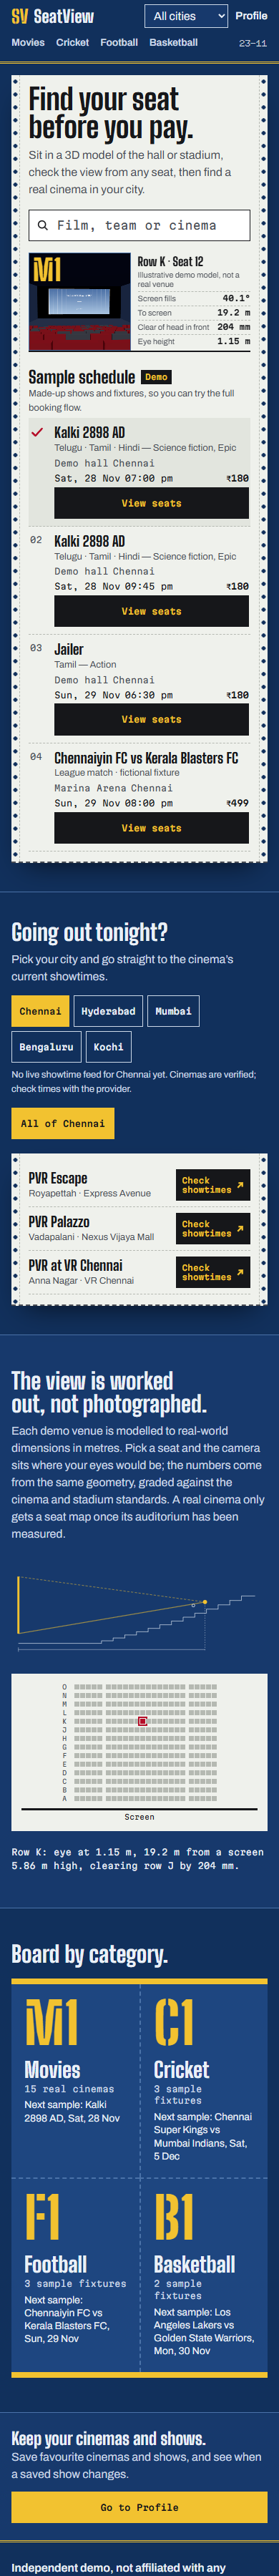 SV SeatView
All cities
Profile
Movies Cricket Football Basketball
23–11
Find your seat
before you pay.
Sit in a 3D model of the hall or stadium,
check the view from any seat, then find a
real cinema in your city.
Film, team or cinema
M1
Row K · Seat 12
Illustrative demo model, not a
real venue
Screen fills 40.1°
To screen 19.2 m
Clear of head in front 204 mm
Eye height 1.15 m
Sample schedule Demo
Made-up shows and fixtures, so you can try the full
booking flow.
Kalki 2898 AD
Telugu · Tamil · Hindi — Science fiction, Epic
Demo hall Chennai
Sat, 28 Nov 07:00 pm ₹180
View seats
02 Kalki 2898 AD
Telugu · Tamil · Hindi — Science fiction, Epic
Demo hall Chennai
Sat, 28 Nov 09:45 pm ₹180
View seats
03 Jailer
Tamil — Action
Demo hall Chennai
Sun, 29 Nov 06:30 pm ₹180
View seats
04 Chennaiyin FC vs Kerala Blasters FC
League match · fictional fixture
Marina Arena Chennai
Sun, 29 Nov 08:00 pm ₹499
View seats
Going out tonight?
Pick your city and go straight to the cinema's
current showtimes.
Chennai Hyderabad Mumbai
Bengaluru Kochi
No live showtime feed for Chennai yet. Cinemas are verified;
check times with the provider.
All of Chennai
PVR Escape
Royapettah · Express Avenue
Check
showtimes ↗
PVR Palazzo
Vadapalani · Nexus Vijaya Mall
Check
showtimes ↗
PVR at VR Chennai
Anna Nagar · VR Chennai
Check
showtimes ↗
The view is worked
out, not photographed.
Each demo venue is modelled to real-world
dimensions in metres. Pick a seat and the camera
sits where your eyes would be; the numbers come
from the same geometry, graded against the
cinema and stadium standards. A real cinema only
gets a seat map once its auditorium has been
measured.
O
N
M
L
K
J
H
G
F
E
D
C
B
A
Screen
Row K: eye at 1.15 m, 19.2 m from a screen
5.86 m high, clearing row J by 204 mm.
Board by category.
M1
Movies
15 real cinemas
Next sample: Kalki
2898 AD, Sat, 28 Nov
C1
Cricket
3 sample
fixtures
Next sample: Chennai
Super Kings vs
Mumbai Indians, Sat,
5 Dec
F1
Football
3 sample fixtures
Next sample:
Chennaiyin FC vs
Kerala Blasters FC,
Sun, 29 Nov
B1
Basketball
2 sample
fixtures
Next sample: Los
Angeles Lakers vs
Golden State Warriors,
Mon, 30 Nov
Keep your cinemas and shows.
Save favourite cinemas and shows, and see when
a saved show changes.
Go to Profile
Independent demo, not affiliated with any